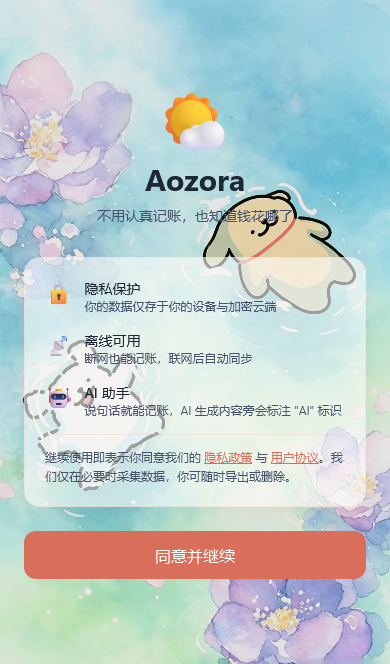 Aozora
不用认真记账，也知道钱花哪了
隐私保护
你的数据仅存于你的设备与加密云端
离线可用
断网也能记账，联网后自动同步
AI 助手
说句话就能记账，AI 生成内容旁会标注 "AI" 标识
继续使用即表示你同意我们的 隐私政策 与 用户协议。我
们仅在必要时采集数据，你可随时导出或删除。
同意并继续